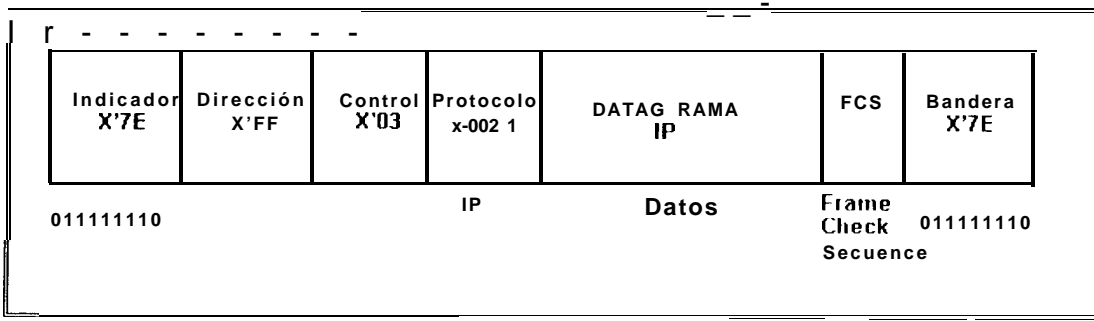 Indicador Dirección Control Protocolo DATAG RAMA FCS Bandera
X'7E X'FF X'03 x-002 1 IP X'7E
011111110 IP Datos Frame Check Secuence 011111110